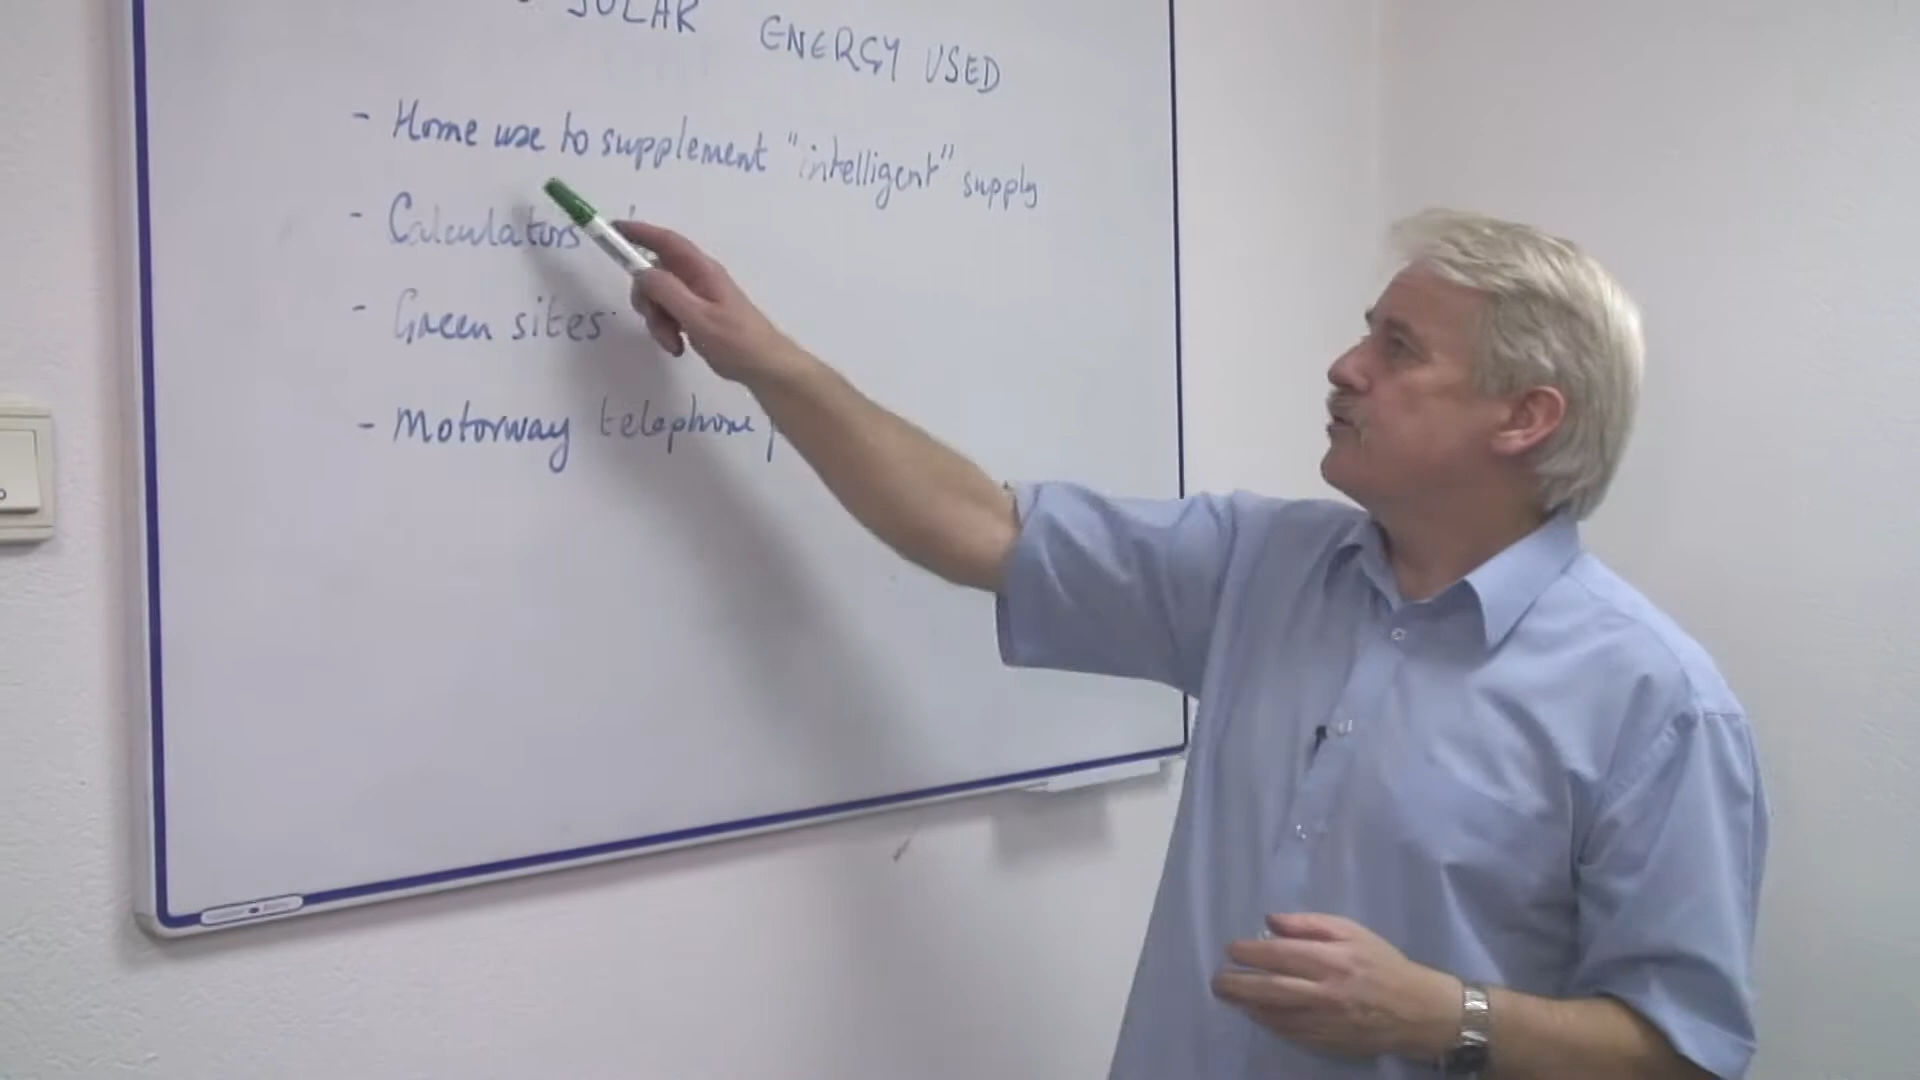 SOLAR ENERGY USED
- Home use to supplement "intelligent" supply
- Calculators
- Green sites
- Motorway telephone